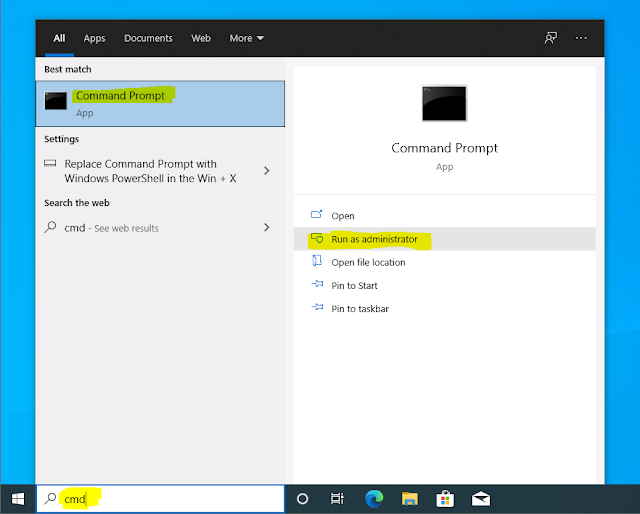 All Apps Documents Web More
Best match
Command Prompt
App
Settings
Replace Command Prompt with
Windows PowerShell in the Win + X
Search the web
cmd - See web results
Command Prompt
App
Open
Run as administrator
Open file location
Pin to Start
Pin to taskbar
cmd